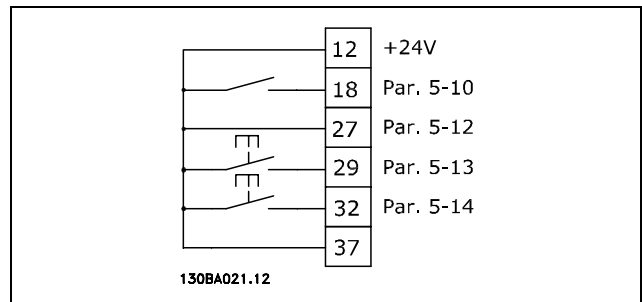 12 +24V
18 Par. 5-10
27 Par. 5-12
29 Par. 5-13
32 Par. 5-14
37
130BA021.12